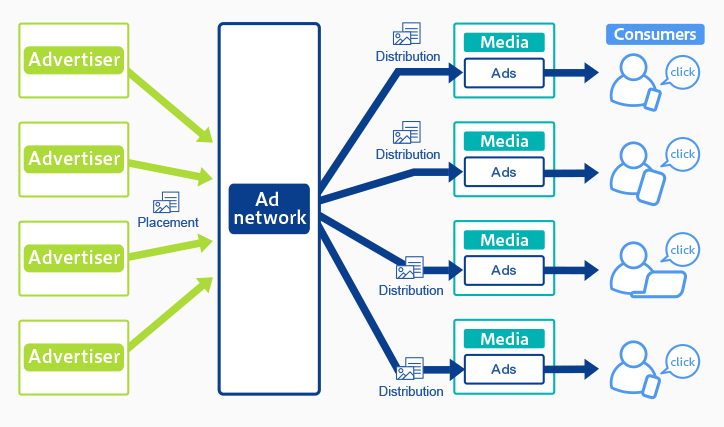 Advertiser
Advertiser
Placement
Advertiser
Advertiser
Ad
network
Distribution
Media
Ads
Distribution
Media
Ads
Distribution
Media
Ads
Distribution
Media
Ads
Consumers
click
click
click
click